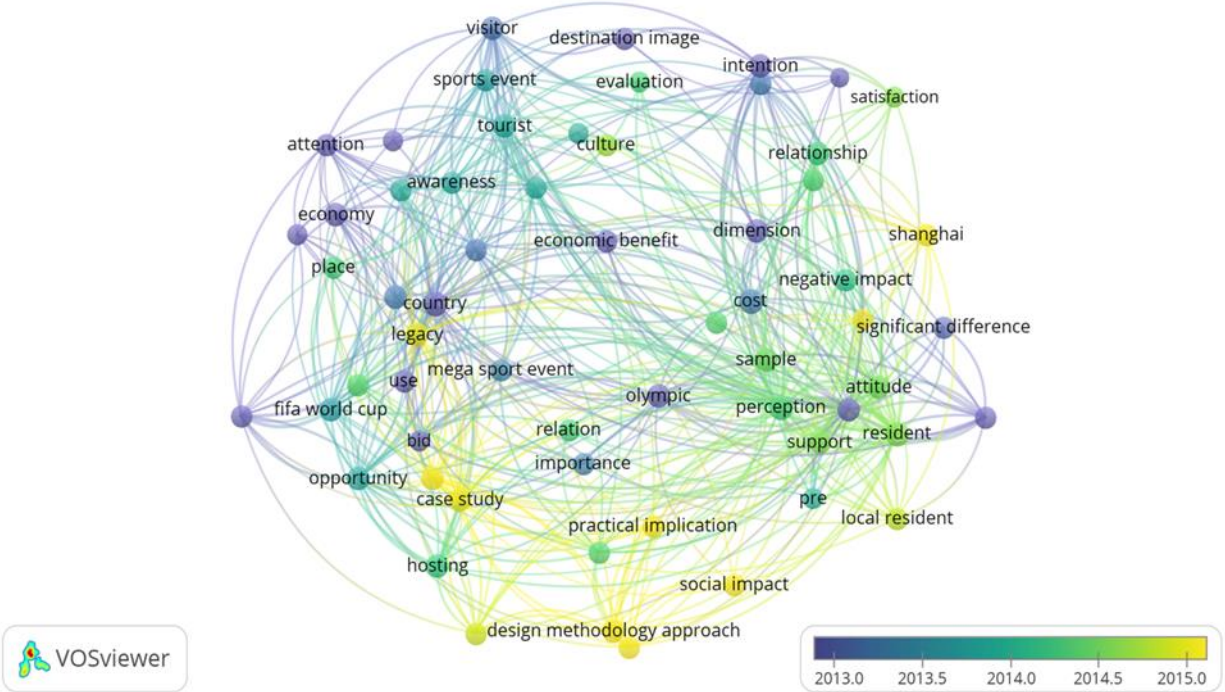 visitor
destination image
intention
sports event
evaluation
satisfaction
tourist
culture
attention
relationship
awareness
economy
dimension
shanghai
economic benefit
place
negative impact
country
cost
significant difference
legacy
sample
mega sport event
use
attitude
olympic
fifa world cup
perception
relation
resident
bid
support
importance
opportunity
case study
pre
local resident
practical implication
hosting
social impact
design methodology approach
VOSviewer
2013.0 2013.5 2014.0 2014.5 2015.0